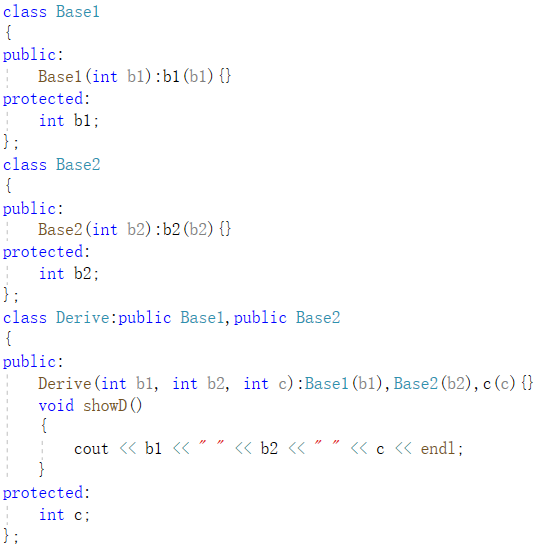 class Base1
{
public:
    Base1(int b1):b1(b1){}
protected:
    int b1;
};
class Base2
{
public:
    Base2(int b2):b2(b2){}
protected:
    int b2;
};
class Derive:public Base1,public Base2
{
public:
    Derive(int b1, int b2, int c):Base1(b1),Base2(b2),c(c){}
    void showD()
    {
        cout << b1 << " " << b2 << " " << c << endl;
    }
protected:
    int c;
};